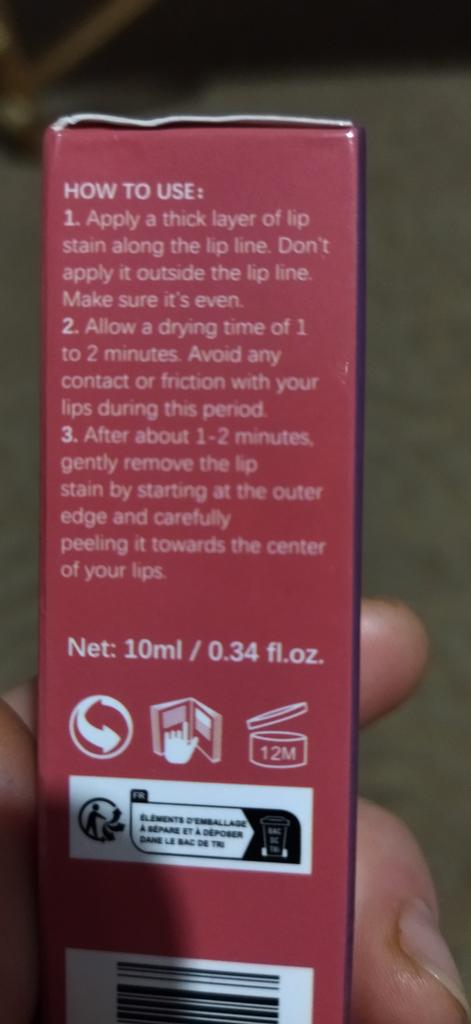 HOW TO USE:
1. Apply a thick layer of lip
stain along the lip line. Don't
apply it outside the lip line.
Make sure it's even.
2. Allow a drying time of 1
to 2 minutes. Avoid any
contact or friction with your
lips during this period.
3. After about 1-2 minutes,
gently remove the lip
stain by starting at the outer
edge and carefully
peeling it towards the center
of your lips.
Net: 10ml / 0.34 fl.oz.
12M
FR
ÉLÉMENTS D'EMBALLAGE
À SÉPARE ET À DÉPOSER
DANS LE BAC DE TRI
BAC
DE
TRI